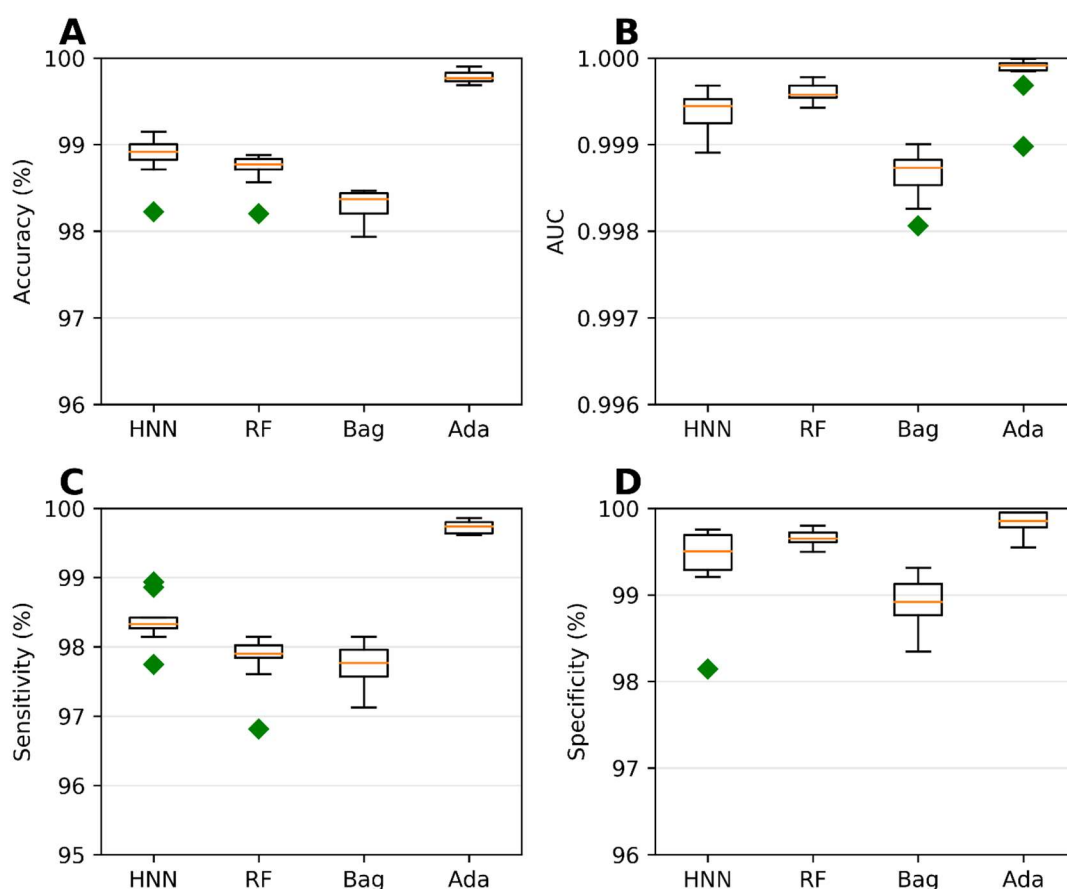 A
100
99
98
97
96
Accuracy (%)
HNN RF Bag Ada
B
1.000
0.999
0.998
0.997
0.996
AUC
HNN RF Bag Ada
C
100
99
98
97
96
95
Sensitivity (%)
HNN RF Bag Ada
D
100
99
98
97
96
Specificity (%)
HNN RF Bag Ada